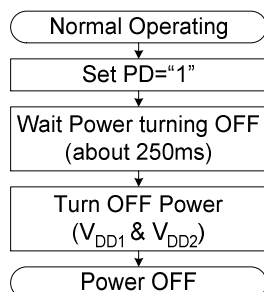 Normal Operating
Set PD=“1”
Wait Power turning OFF
(about 250ms)
Turn OFF Power
(VDD1 & VDD2)
Power OFF